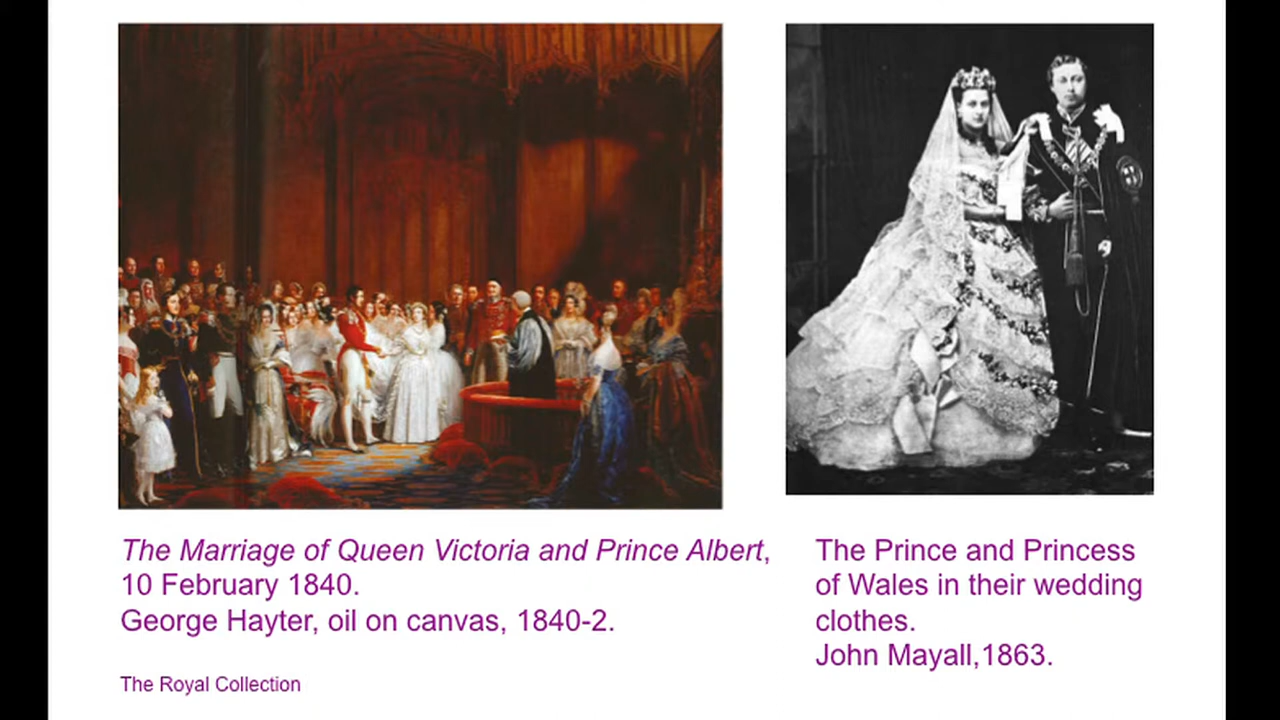 The Marriage of Queen Victoria and Prince Albert,
10 February 1840.
George Hayter, oil on canvas, 1840-2.
The Royal Collection
The Prince and Princess
of Wales in their wedding
clothes.
John Mayall,1863.